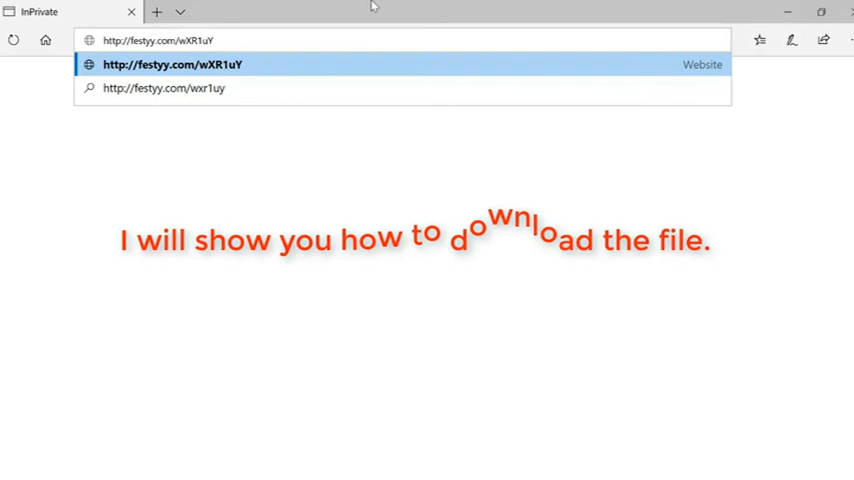 InPrivate
http://festyy.com/wXR1uY
http://festyy.com/wXR1uY Website
http://festyy.com/wxr1uy
I will show you how to download the file.